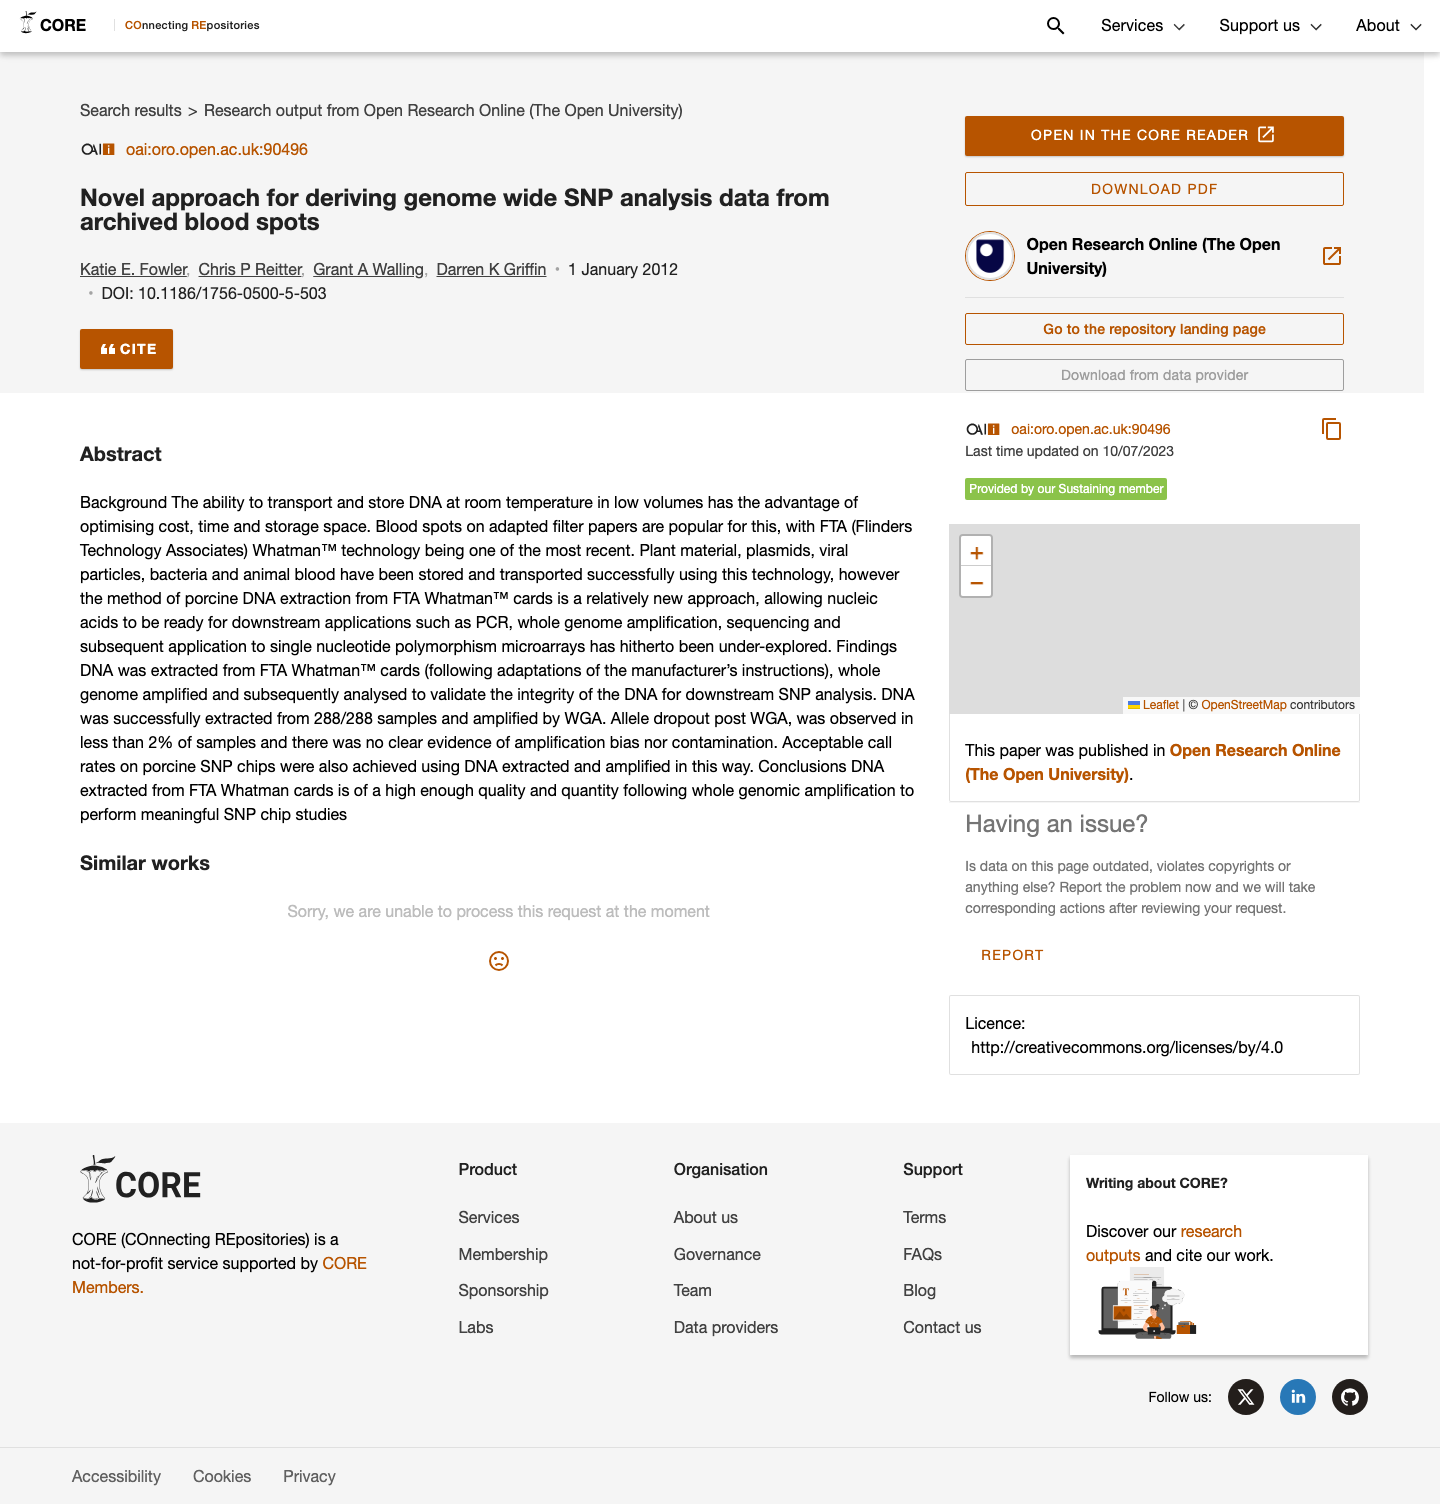 CORE
COnnecting REpositories
Services
Support us
About
Search results > Research output from Open Research Online (The Open University)
OAI oai:oro.open.ac.uk:90496
Novel approach for deriving genome wide SNP analysis data from
archived blood spots
Katie E. Fowler, Chris P Reitter, Grant A Walling, Darren K Griffin • 1 January 2012
• DOI: 10.1186/1756-0500-5-503
CITE
OPEN IN THE CORE READER
DOWNLOAD PDF
Open Research Online (The Open
University)
Go to the repository landing page
Download from data provider
OAI oai:oro.open.ac.uk:90496
Last time updated on 10/07/2023
Provided by our Sustaining member
Abstract
Background The ability to transport and store DNA at room temperature in low volumes has the advantage of
optimising cost, time and storage space. Blood spots on adapted filter papers are popular for this, with FTA (Flinders
Technology Associates) Whatman™ technology being one of the most recent. Plant material, plasmids, viral
particles, bacteria and animal blood have been stored and transported successfully using this technology, however
the method of porcine DNA extraction from FTA Whatman™ cards is a relatively new approach, allowing nucleic
acids to be ready for downstream applications such as PCR, whole genome amplification, sequencing and
subsequent application to single nucleotide polymorphism microarrays has hitherto been under-explored. Findings
DNA was extracted from FTA Whatman™ cards (following adaptations of the manufacturer’s instructions), whole
genome amplified and subsequently analysed to validate the integrity of the DNA for downstream SNP analysis. DNA
was successfully extracted from 288/288 samples and amplified by WGA. Allele dropout post WGA, was observed in
less than 2% of samples and there was no clear evidence of amplification bias nor contamination. Acceptable call
rates on porcine SNP chips were also achieved using DNA extracted and amplified in this way. Conclusions DNA
extracted from FTA Whatman cards is of a high enough quality and quantity following whole genomic amplification to
perform meaningful SNP chip studies
Similar works
Sorry, we are unable to process this request at the moment
+
−
Leaflet | © OpenStreetMap contributors
This paper was published in Open Research Online
(The Open University).
Having an issue?
Is data on this page outdated, violates copyrights or
anything else? Report the problem now and we will take
corresponding actions after reviewing your request.
REPORT
Licence:
http://creativecommons.org/licenses/by/4.0
CORE
CORE (COnnecting REpositories) is a
not-for-profit service supported by CORE
Members.
Product
Services
Membership
Sponsorship
Labs
Organisation
About us
Governance
Team
Data providers
Support
Terms
FAQs
Blog
Contact us
Writing about CORE?
Discover our research
outputs and cite our work.
T
Follow us:
Accessibility
Cookies
Privacy